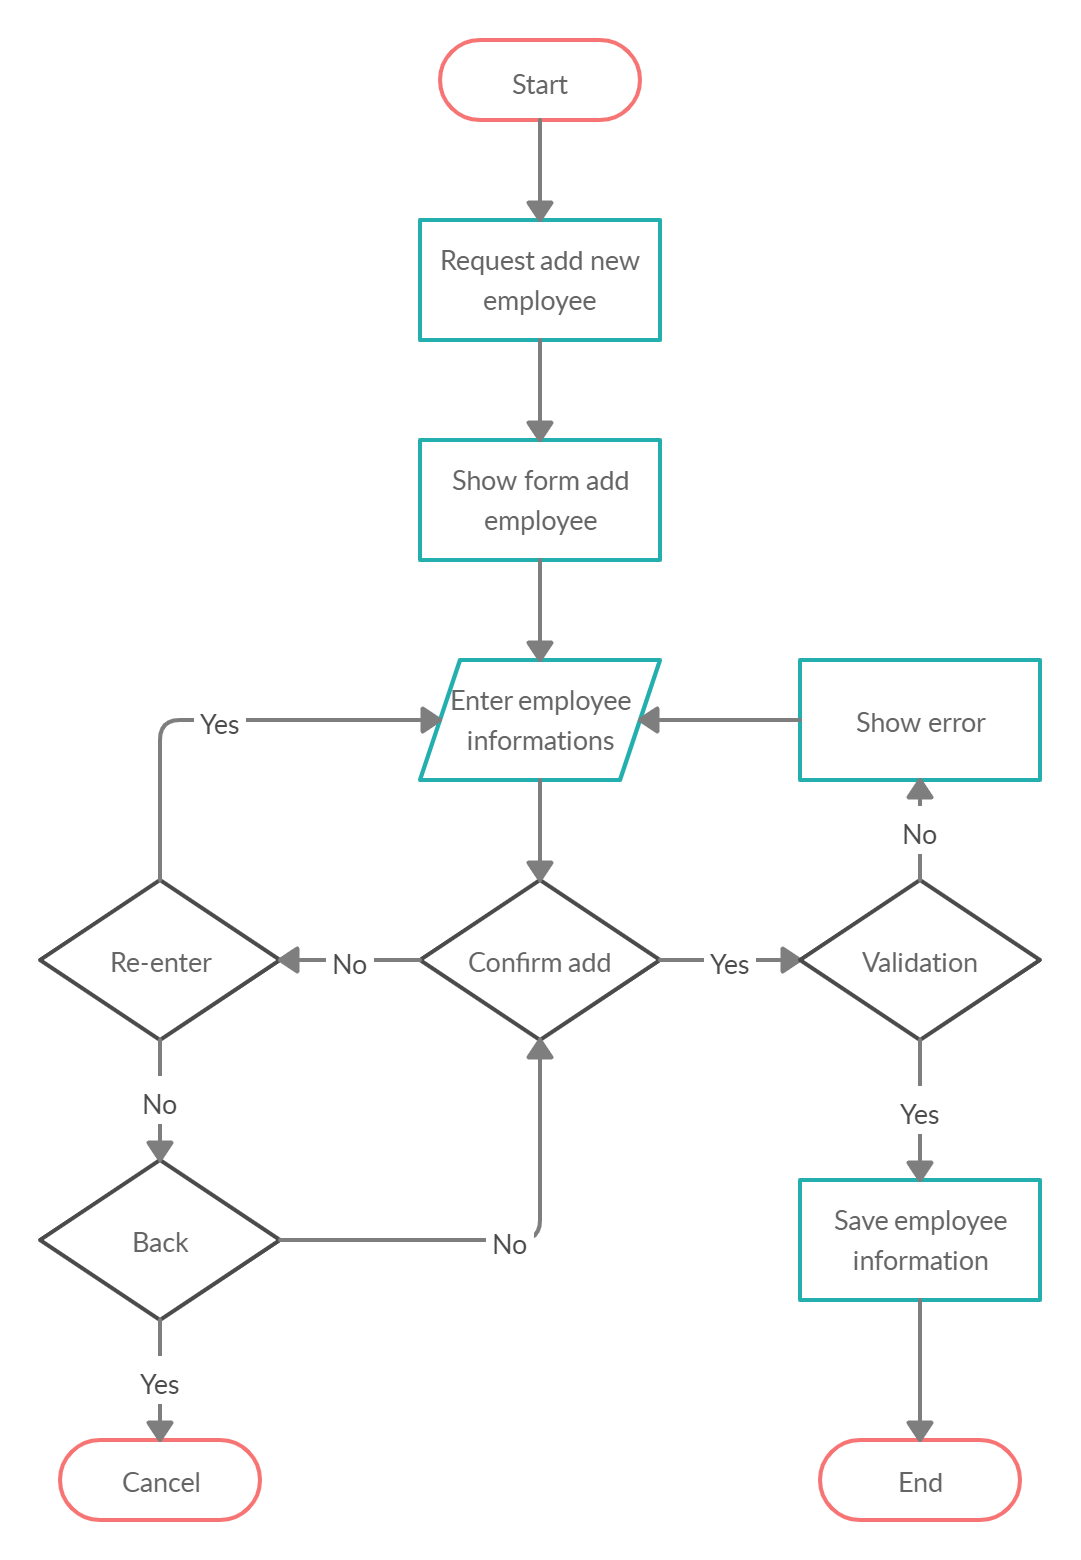 Start
Request add new
employee
Show form add
employee
Enter employee
informations
Yes
Show error
No
Re-enter
No
Confirm add
Yes
Validation
No
Yes
Back
No
Save employee
information
Yes
Cancel
End